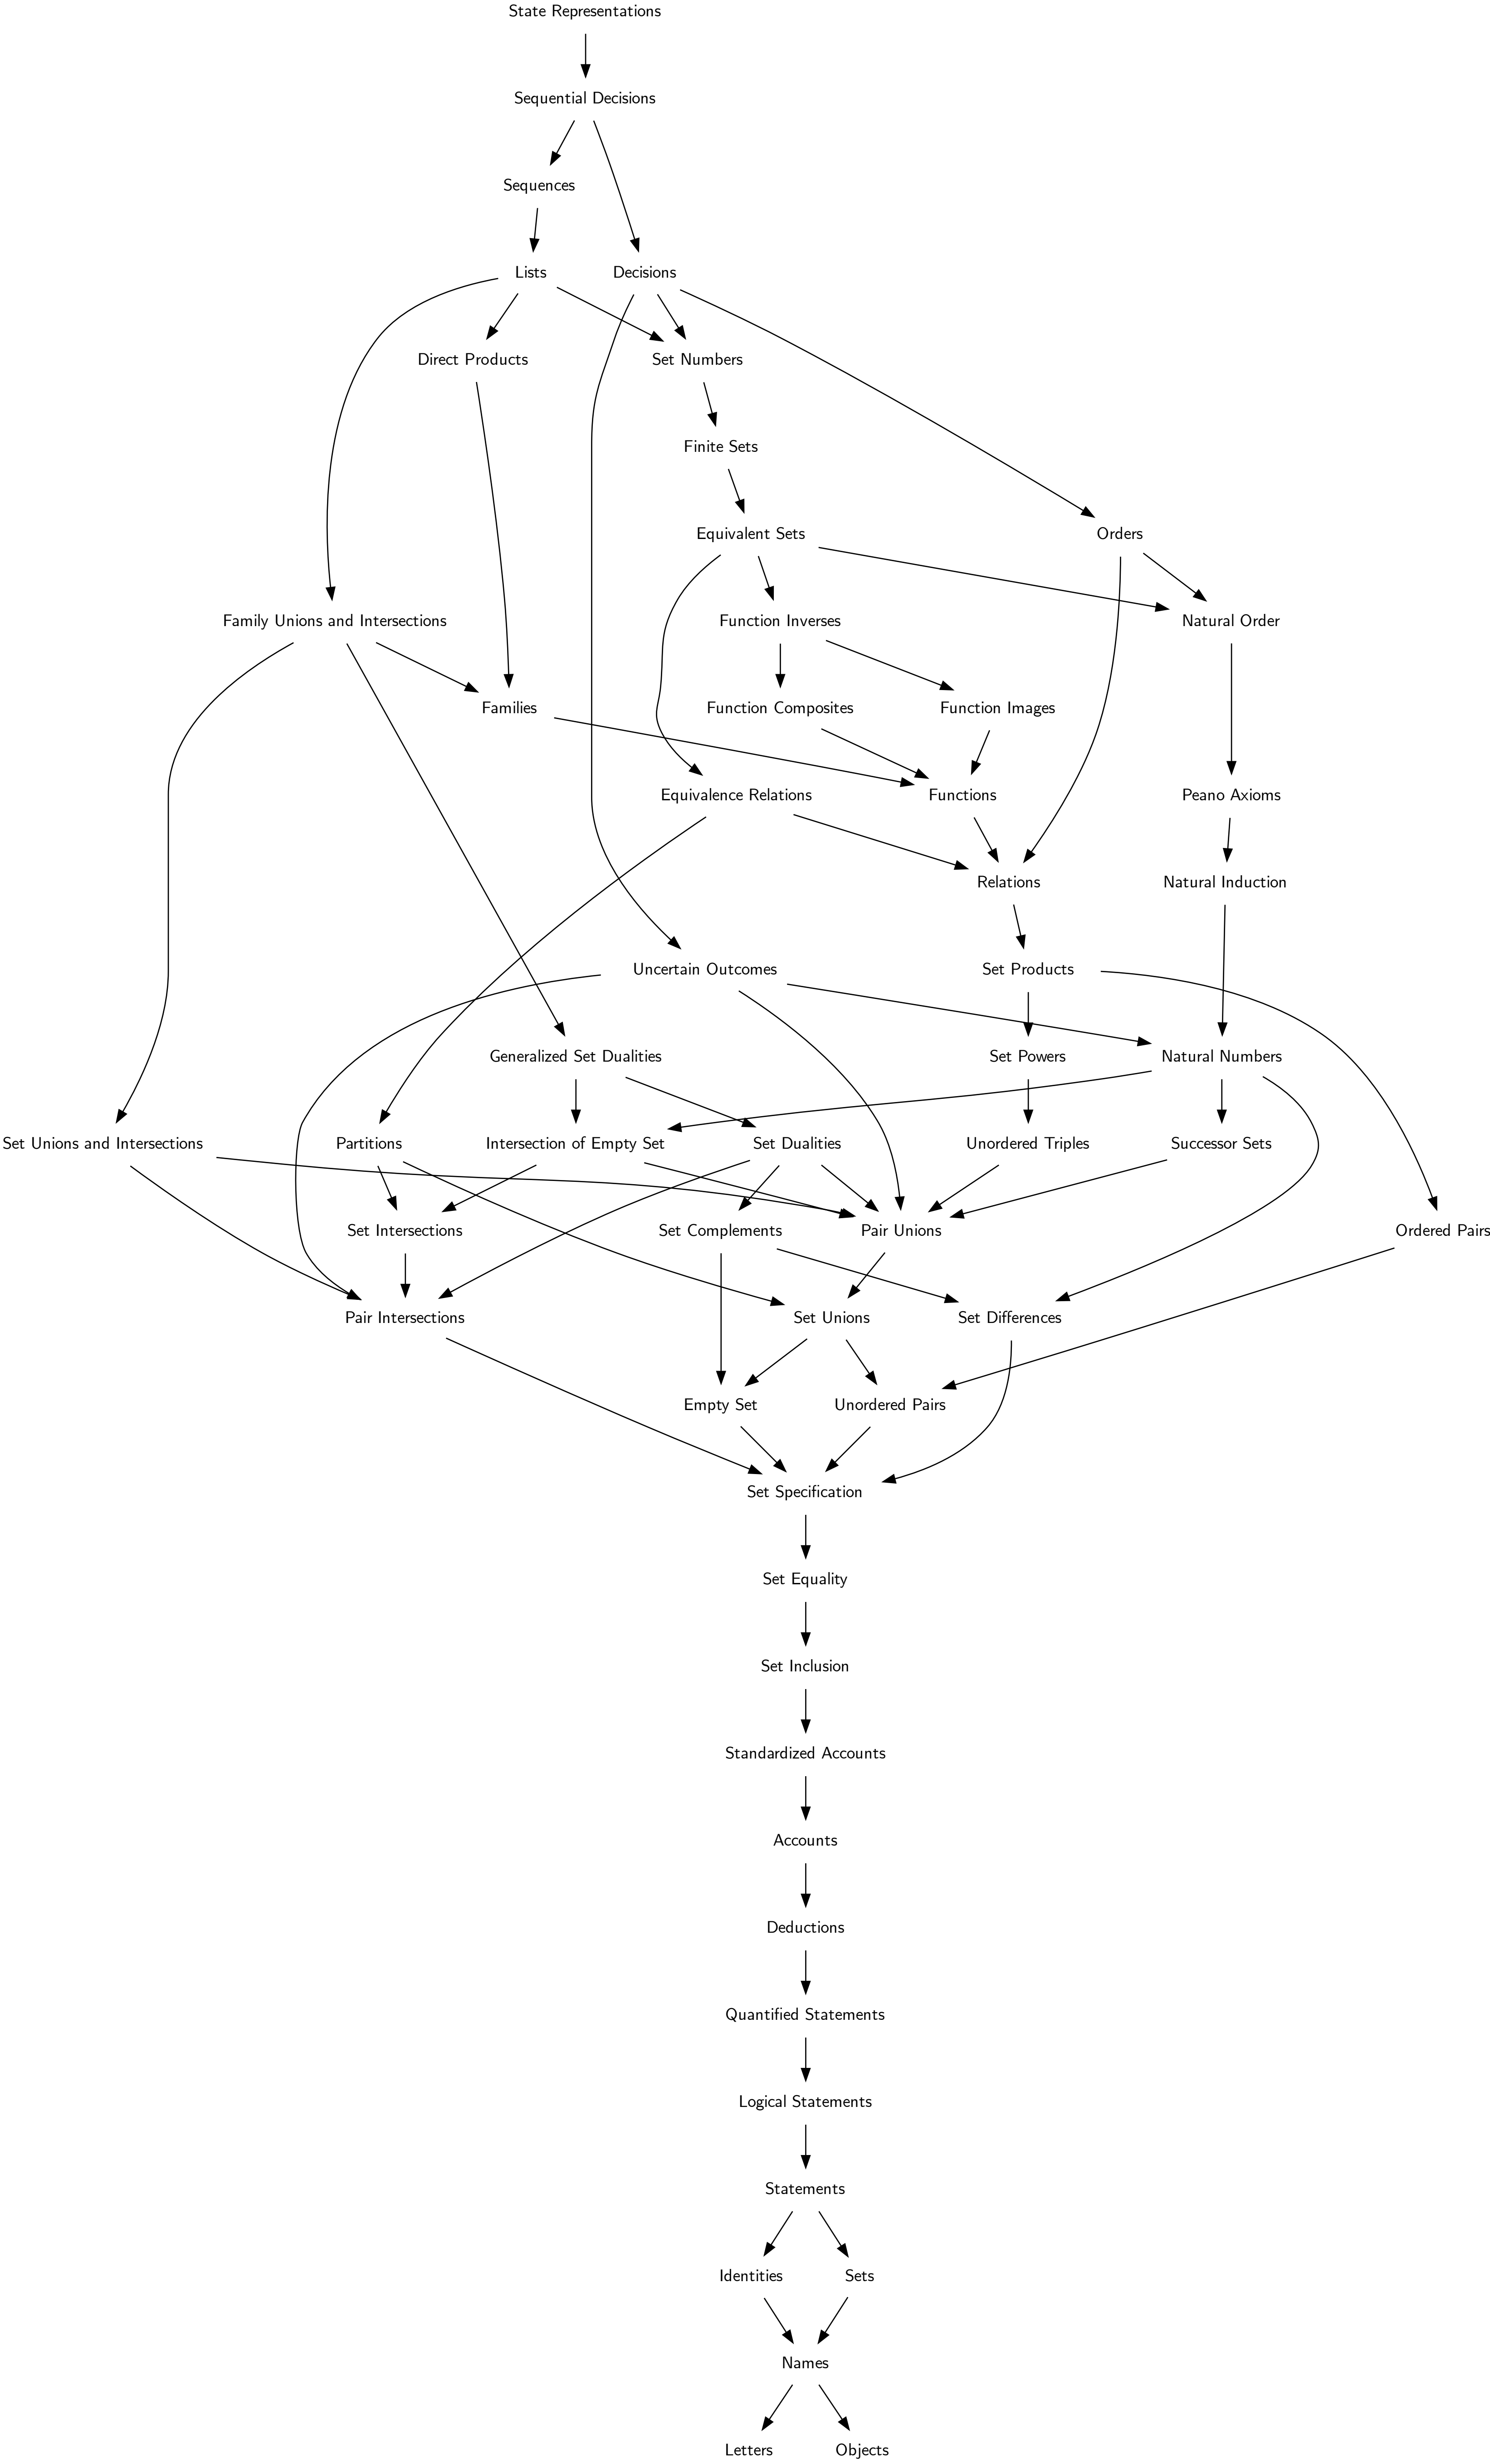 State Representations
Sequential Decisions
Sequences
Lists
Decisions
Direct Products
Set Numbers
Finite Sets
Equivalent Sets
Orders
Family Unions and Intersections
Function Inverses
Natural Order
Families
Function Composites
Function Images
Equivalence Relations
Functions
Peano Axioms
Relations
Natural Induction
Uncertain Outcomes
Set Products
Generalized Set Dualities
Set Powers
Natural Numbers
Set Unions and Intersections
Partitions
Intersection of Empty Set
Set Dualities
Unordered Triples
Successor Sets
Set Intersections
Set Complements
Pair Unions
Ordered Pairs
Pair Intersections
Set Unions
Set Differences
Empty Set
Unordered Pairs
Set Specification
Set Equality
Set Inclusion
Standardized Accounts
Accounts
Deductions
Quantified Statements
Logical Statements
Statements
Identities
Sets
Names
Letters
Objects